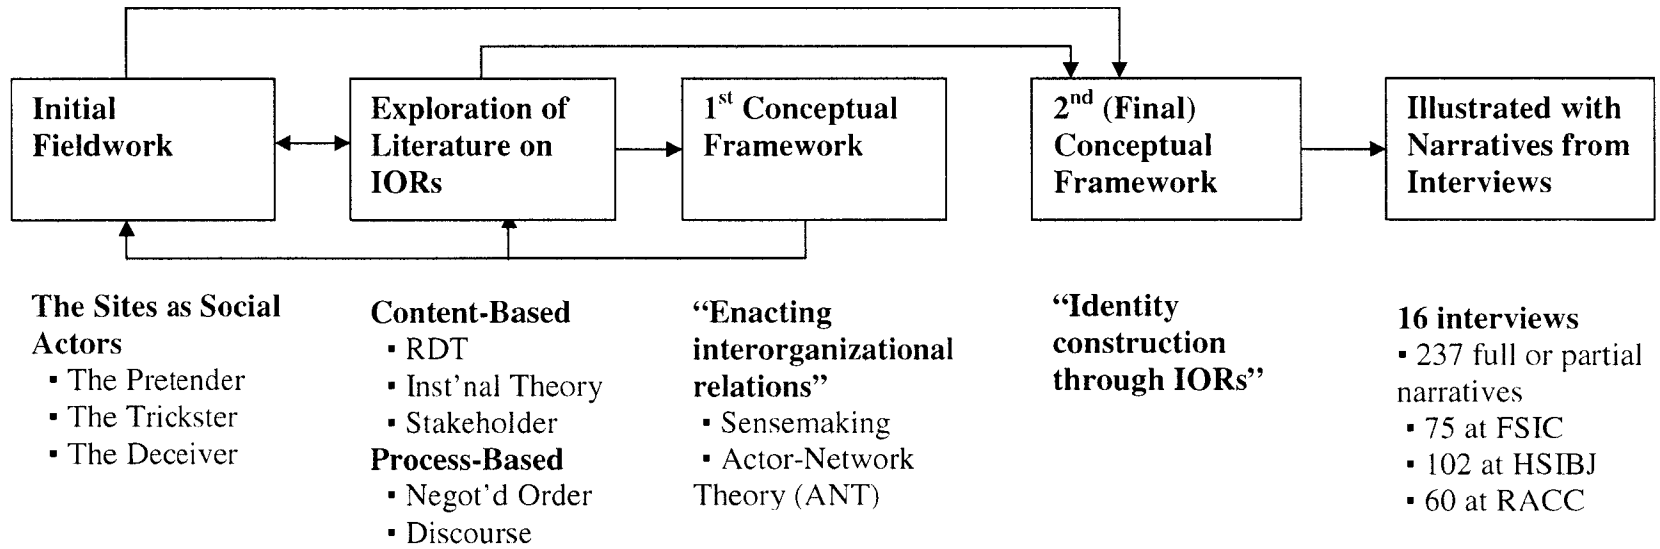 Initial
Fieldwork
Exploration of
Literature on
IORs
1st Conceptual
Framework
2nd (Final)
Conceptual
Framework
Illustrated with
Narratives from
Interviews
The Sites as Social
Actors
▪ The Pretender
▪ The Trickster
▪ The Deceiver
Content-Based
▪ RDT
▪ Inst'nal Theory
▪ Stakeholder
Process-Based
▪ Negot'd Order
▪ Discourse
“Enacting
interorganizational
relations”
▪ Sensemaking
▪ Actor-Network
Theory (ANT)
“Identity
construction
through IORs”
16 interviews
▪ 237 full or partial
narratives
▪ 75 at FSIC
▪ 102 at HSIBJ
▪ 60 at RACC